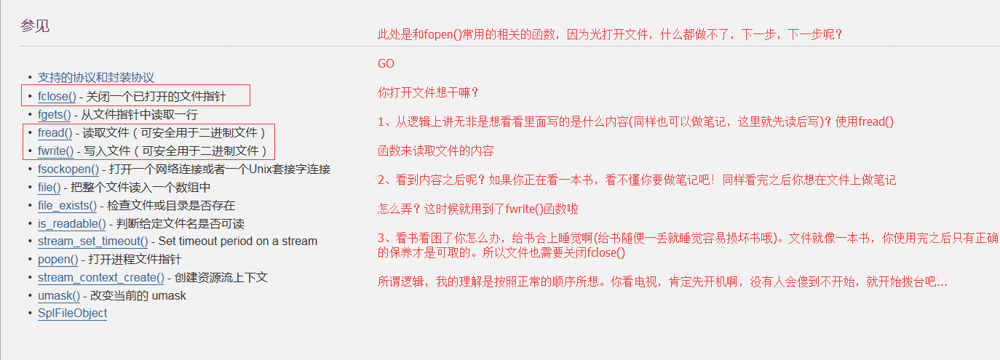 参见
支持的协议和封装协议
fclose() - 关闭一个已打开的文件指针
fgets() - 从文件指针中读取一行
fread() - 读取文件（可安全用于二进制文件）
fwrite() - 写入文件（可安全用于二进制文件）
fsockopen() - 打开一个网络连接或者一个Unix套接字连接
file() - 把整个文件读入一个数组中
file_exists() - 检查文件或目录是否存在
is_readable() - 判断给定文件名是否可读
stream_set_timeout() - Set timeout period on a stream
popen() - 打开进程文件指针
stream_context_create() - 创建资源流上下文
umask() - 改变当前的 umask
SplFileObject
此处是和fopen()常用的相关的函数，因为光打开文件，什么都做不了，下一步，下一步呢？
GO
你打开文件想干嘛？
1、从逻辑上讲无非是想看看里面写的是什么内容(同样也可以做笔记，这里就先读后写)？使用fread()
函数来读取文件的内容
2、看到内容之后呢？如果你正在看一本书，看不懂你要做笔记吧！同样看完之后你想在文件上做笔记
怎么弄？这时候就用到了fwrite()函数啦
3、看书看困了你怎么办，给书合上睡觉啊(给书随便一丢就睡觉容易损坏书哦)。文件就像一本书，你使用完之后只有正确
的保养才是可取的。所以文件也需要关闭fclose()
所谓逻辑，我的理解是按照正常的顺序所想。你看电视，肯定先开机啊，没有人会傻到不开始，就开始拨台吧...